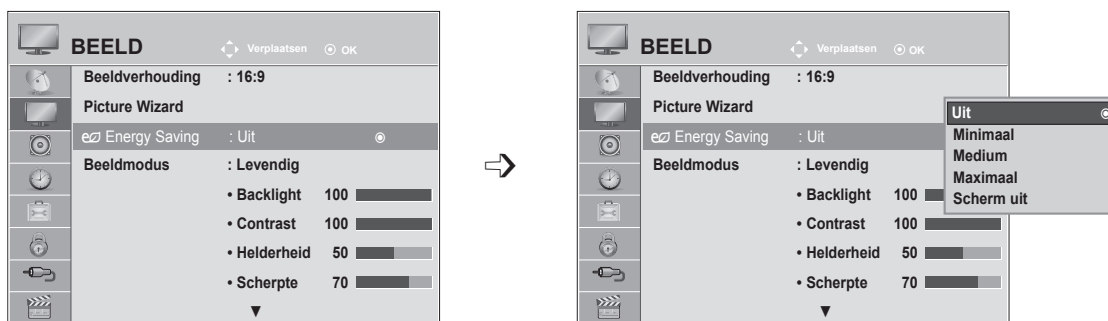 BEELD
Verplaatsen OK
Beeldverhouding : 16:9
Picture Wizard
Energy Saving : Uit
Beeldmodus : Levendig
• Backlight 100
• Contrast 100
• Helderheid 50
• Scherpte 70
BEELD
Verplaatsen OK
Beeldverhouding : 16:9
Picture Wizard
Energy Saving : Uit
Beeldmodus : Levendig
• Backlight 100
• Contrast 100
• Helderheid 50
• Scherpte 70
Uit
Minimaal
Medium
Maximaal
Scherm uit